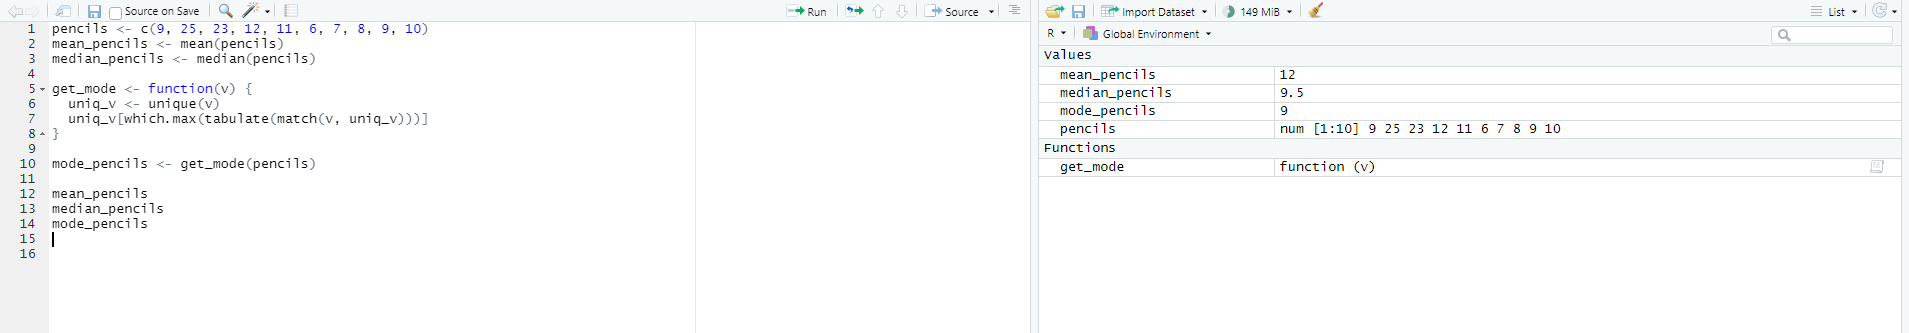 Source on Save Run Source
1 pencils <- c(9, 25, 23, 12, 11, 6, 7, 8, 9, 10)
2 mean_pencils <- mean(pencils)
3 median_pencils <- median(pencils)
4
5 get_mode <- function(v) {
6   uniq_v <- unique(v)
7   uniq_v[which.max(tabulate(match(v, uniq_v)))]
8 }
9
10 mode_pencils <- get_mode(pencils)
11
12 mean_pencils
13 median_pencils
14 mode_pencils
15
16
Import Dataset 149 MiB List
R Global Environment
Values
mean_pencils 12
median_pencils 9.5
mode_pencils 9
pencils num [1:10] 9 25 23 12 11 6 7 8 9 10
Functions
get_mode function (v)